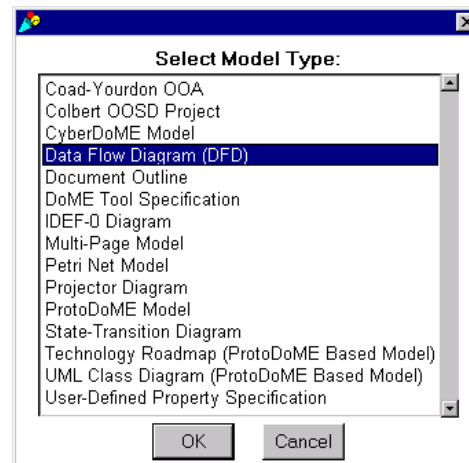 Select Model Type:
Coad-Yourdon OOA
Colbert OOSD Project
CyberDoME Model
Data Flow Diagram (DFD)
Document Outline
DoME Tool Specification
IDEF-0 Diagram
Multi-Page Model
Petri Net Model
Projector Diagram
ProtoDoME Model
State-Transition Diagram
Technology Roadmap (ProtoDoME Based Model)
UML Class Diagram (ProtoDoME Based Model)
User-Defined Property Specification
OK Cancel